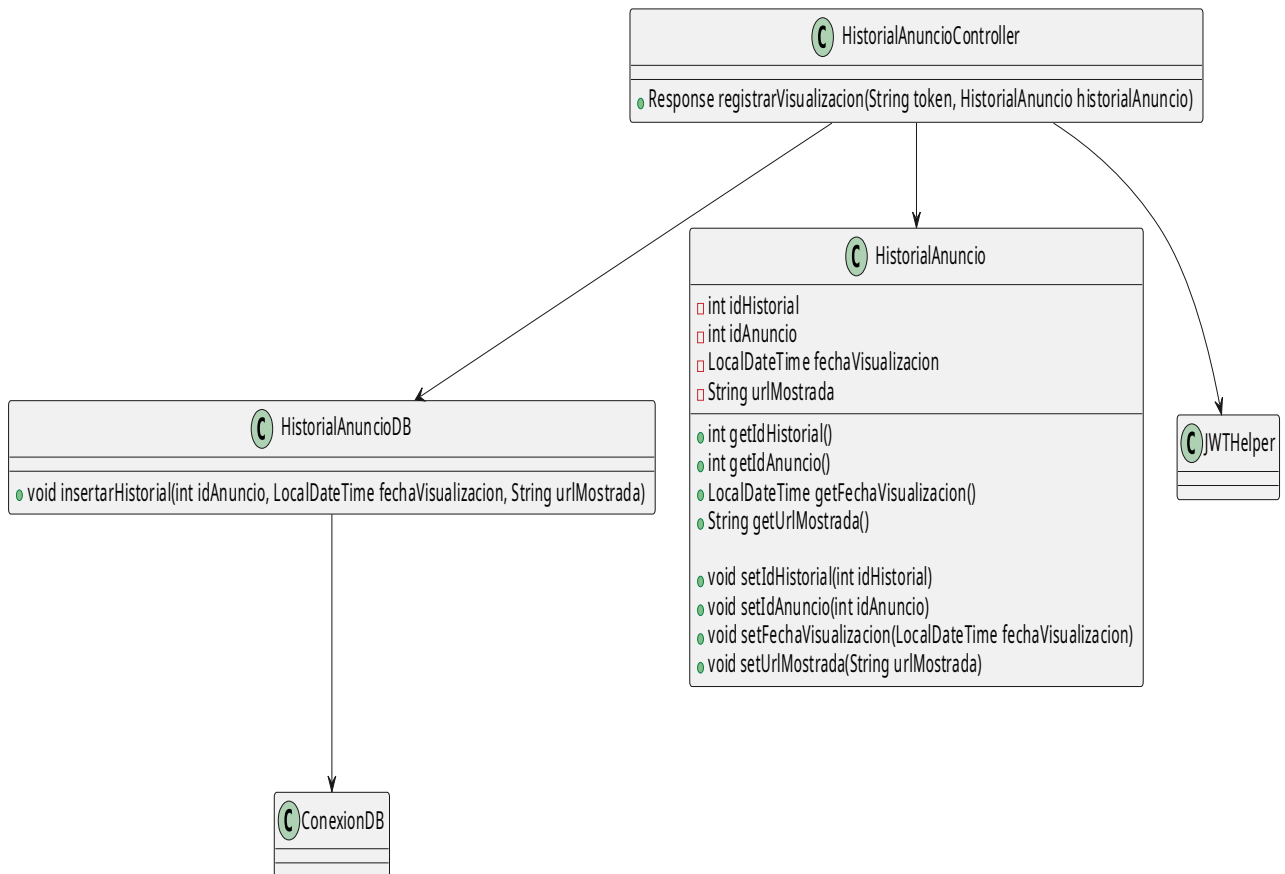 C HistorialAnuncioController
Response registrarVisualizacion(String token, HistorialAnuncio historialAnuncio)
C HistorialAnuncio
int idHistorial
int idAnuncio
LocalDateTime fechaVisualizacion
String urlMostrada
int getIdHistorial()
int getIdAnuncio()
LocalDateTime getFechaVisualizacion()
String getUrlMostrada()
void setIdHistorial(int idHistorial)
void setIdAnuncio(int idAnuncio)
void setFechaVisualizacion(LocalDateTime fechaVisualizacion)
void setUrlMostrada(String urlMostrada)
C HistorialAnuncioDB
void insertarHistorial(int idAnuncio, LocalDateTime fechaVisualizacion, String urlMostrada)
C JWTHelper
C ConexionDB